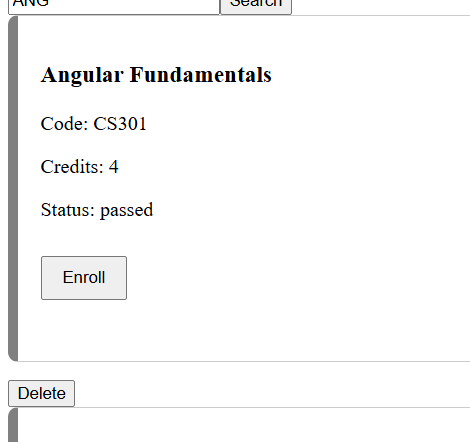 ANG Search
Angular Fundamentals
Code: CS301
Credits: 4
Status: passed
Enroll
Delete